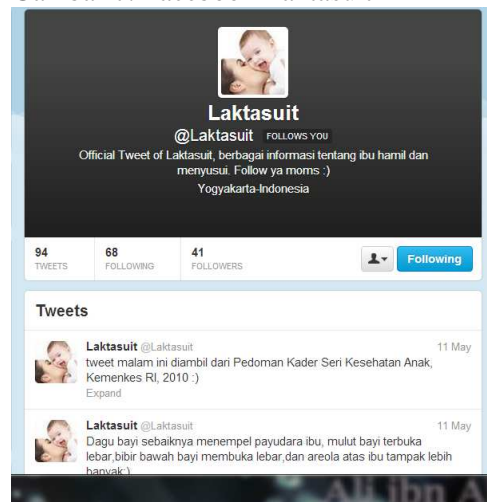 Laktasuit
@Laktasuit FOLLOWS YOU
Official Tweet of Laktasuit, berbagai informasi tentang ibu hamil dan
menyusui. Follow ya moms :)
Yogyakarta-Indonesia
94 68 41
TWEETS FOLLOWING FOLLOWERS
Following
Tweets
Laktasuit @Laktasuit 11 May
tweet malam ini diambil dari Pedoman Kader Seri Kesehatan Anak,
Kemenkes RI, 2010 :)
Expand
Laktasuit @Laktasuit 11 May
Dagu bayi sebaiknya menempel payudara ibu, mulut bayi terbuka
lebar,bibir bawah bayi membuka lebar,dan areola atas ibu tampak lebih
banyak:)
Ali ibn A